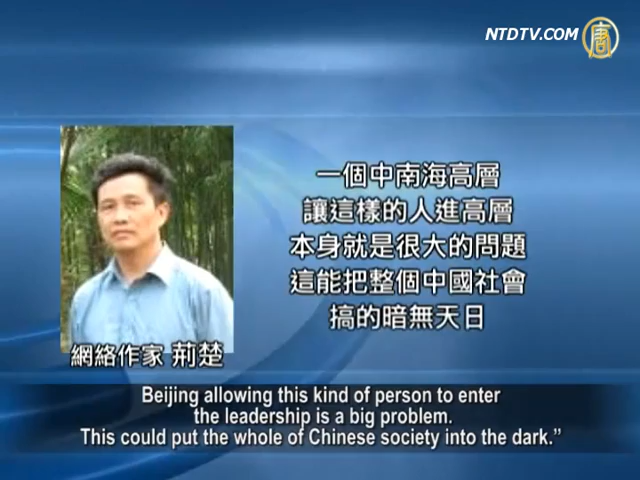 NTDTV.COM
唐
一個中南海高層
讓這樣的人進高層
本身就是很大的問題
這能把整個中國社會
搞的暗無天日
網絡作家 荊楚
Beijing allowing this kind of person to enter
the leadership is a big problem.
This could put the whole of Chinese society into the dark.”